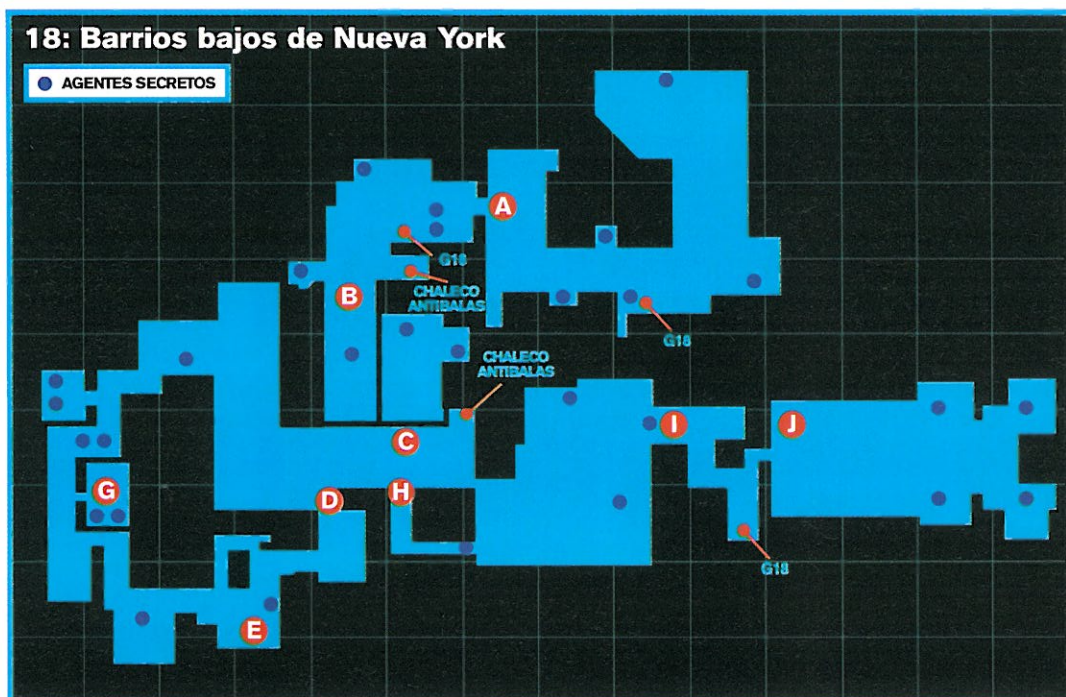 18: Barrios bajos de Nueva York
AGENTES SECRETOS
A
G18
CHALECO
ANTIBALAS
B
G18
CHALECO
ANTIBALAS
C
I
J
G
D
H
G18
E